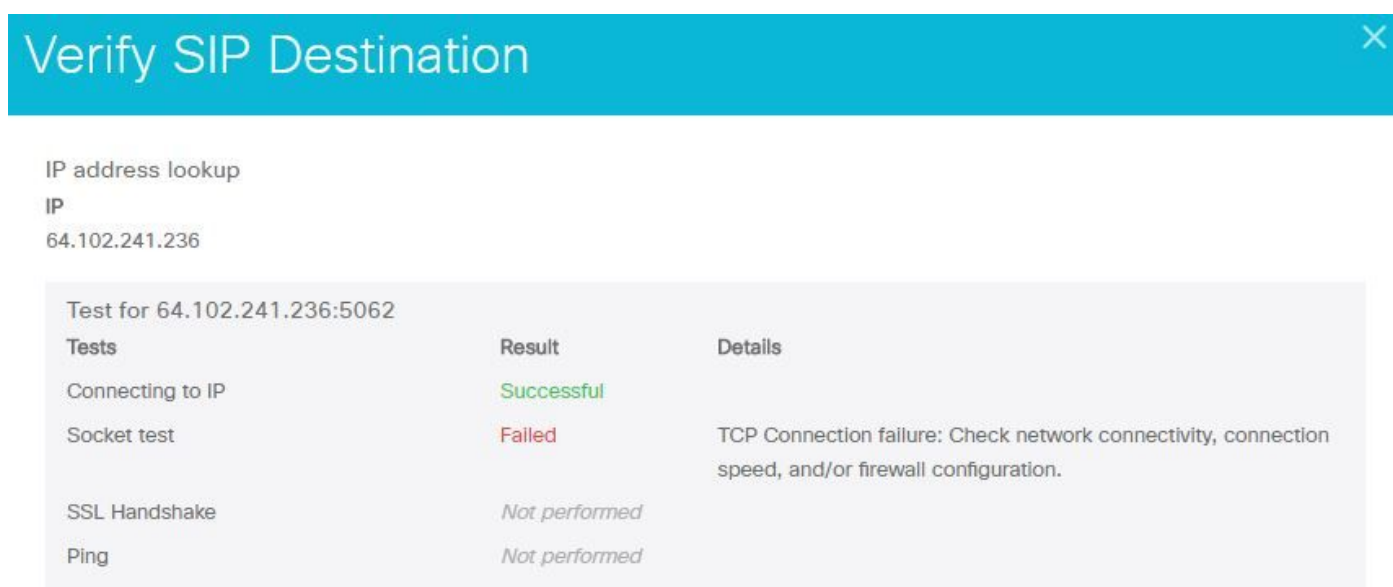 Verify SIP Destination
IP address lookup
IP
64.102.241.236
Test for 64.102.241.236:5062
Tests Result Details
Connecting to IP Successful
Socket test Failed TCP Connection failure: Check network connectivity, connection
speed, and/or firewall configuration.
SSL Handshake Not performed
Ping Not performed